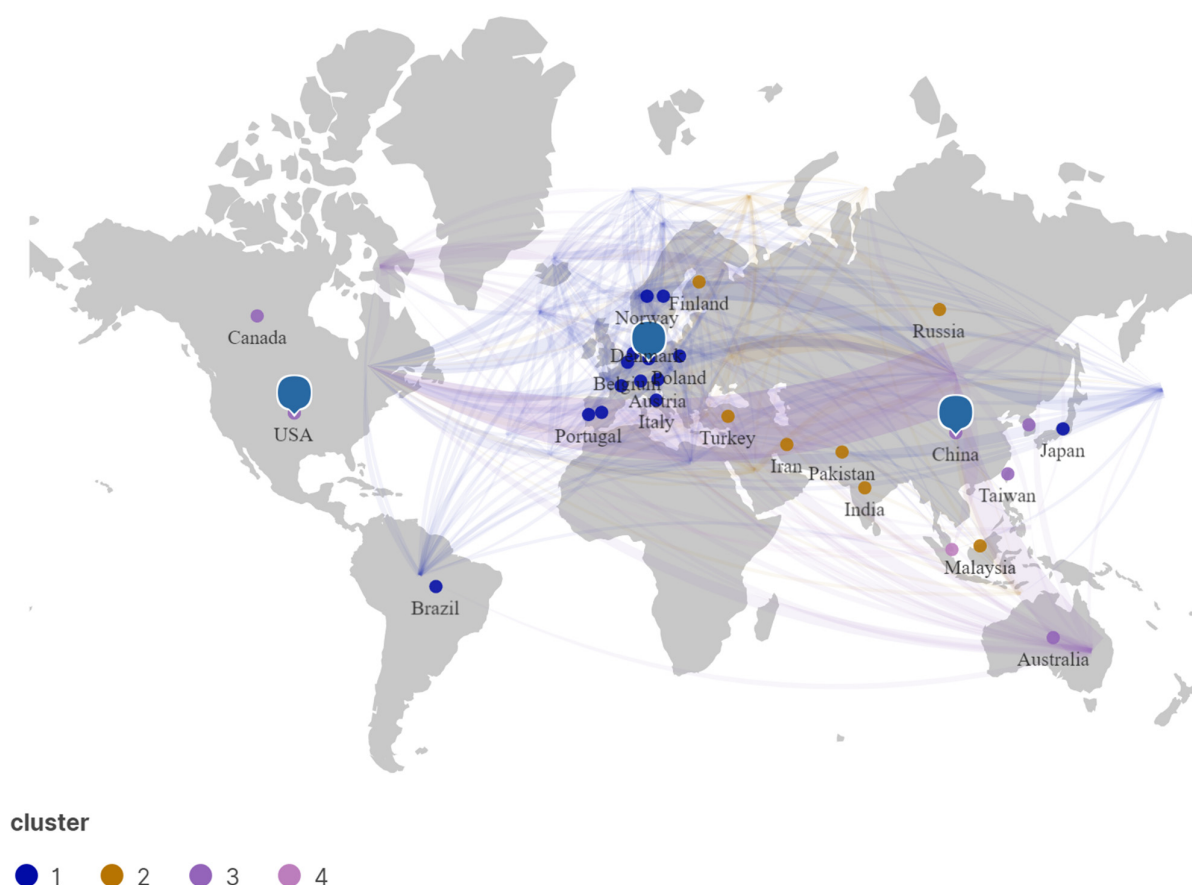 Finland
Norway
Canada
Russia
Denmark
Poland
Belgium
Austria
Italy
USA
Portugal
Turkey
China
Japan
Iran
Pakistan
Taiwan
India
Malaysia
Brazil
Australia
cluster
1 2 3 4